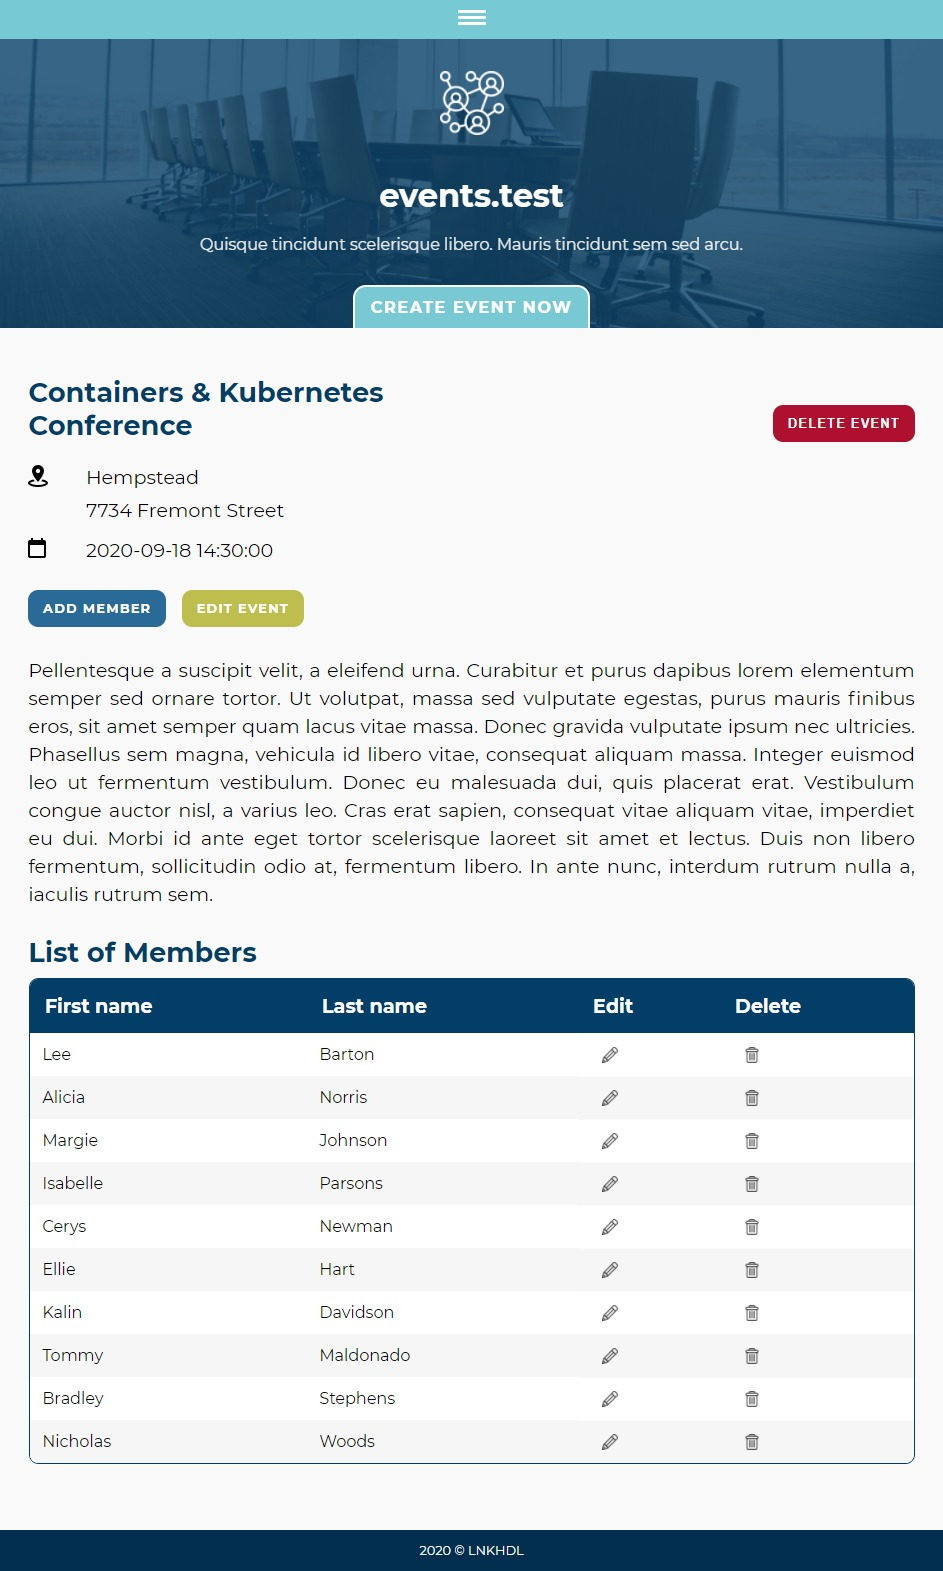 events.test
Quisque tincidunt scelerisque libero. Mauris tincidunt sem sed arcu.
CREATE EVENT NOW
Containers & Kubernetes
Conference
DELETE EVENT
Hempstead
7734 Fremont Street
2020-09-18 14:30:00
ADD MEMBER EDIT EVENT
Pellentesque a suscipit velit, a eleifend urna. Curabitur et purus dapibus lorem elementum
semper sed ornare tortor. Ut volutpat, massa sed vulputate egestas, purus mauris finibus
eros, sit amet semper quam lacus vitae massa. Donec gravida vulputate ipsum nec ultricies.
Phasellus sem magna, vehicula id libero vitae, consequat aliquam massa. Integer euismod
leo ut fermentum vestibulum. Donec eu malesuada dui, quis placerat erat. Vestibulum
congue auctor nisl, a varius leo. Cras erat sapien, consequat vitae aliquam vitae, imperdiet
eu dui. Morbi id ante eget tortor scelerisque laoreet sit amet et lectus. Duis non libero
fermentum, sollicitudin odio at, fermentum libero. In ante nunc, interdum rutrum nulla a,
iaculis rutrum sem.
List of Members
First name Last name Edit Delete
Lee Barton
Alicia Norris
Margie Johnson
Isabelle Parsons
Cerys Newman
Ellie Hart
Kalin Davidson
Tommy Maldonado
Bradley Stephens
Nicholas Woods
2020 © LNKHDL